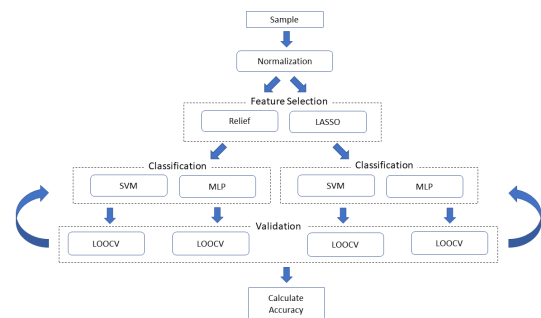 Sample
Normalization
Feature Selection
Relief LASSO
Classification Classification
SVM MLP SVM MLP
Validation
LOOCV LOOCV LOOCV LOOCV
Calculate
Accuracy